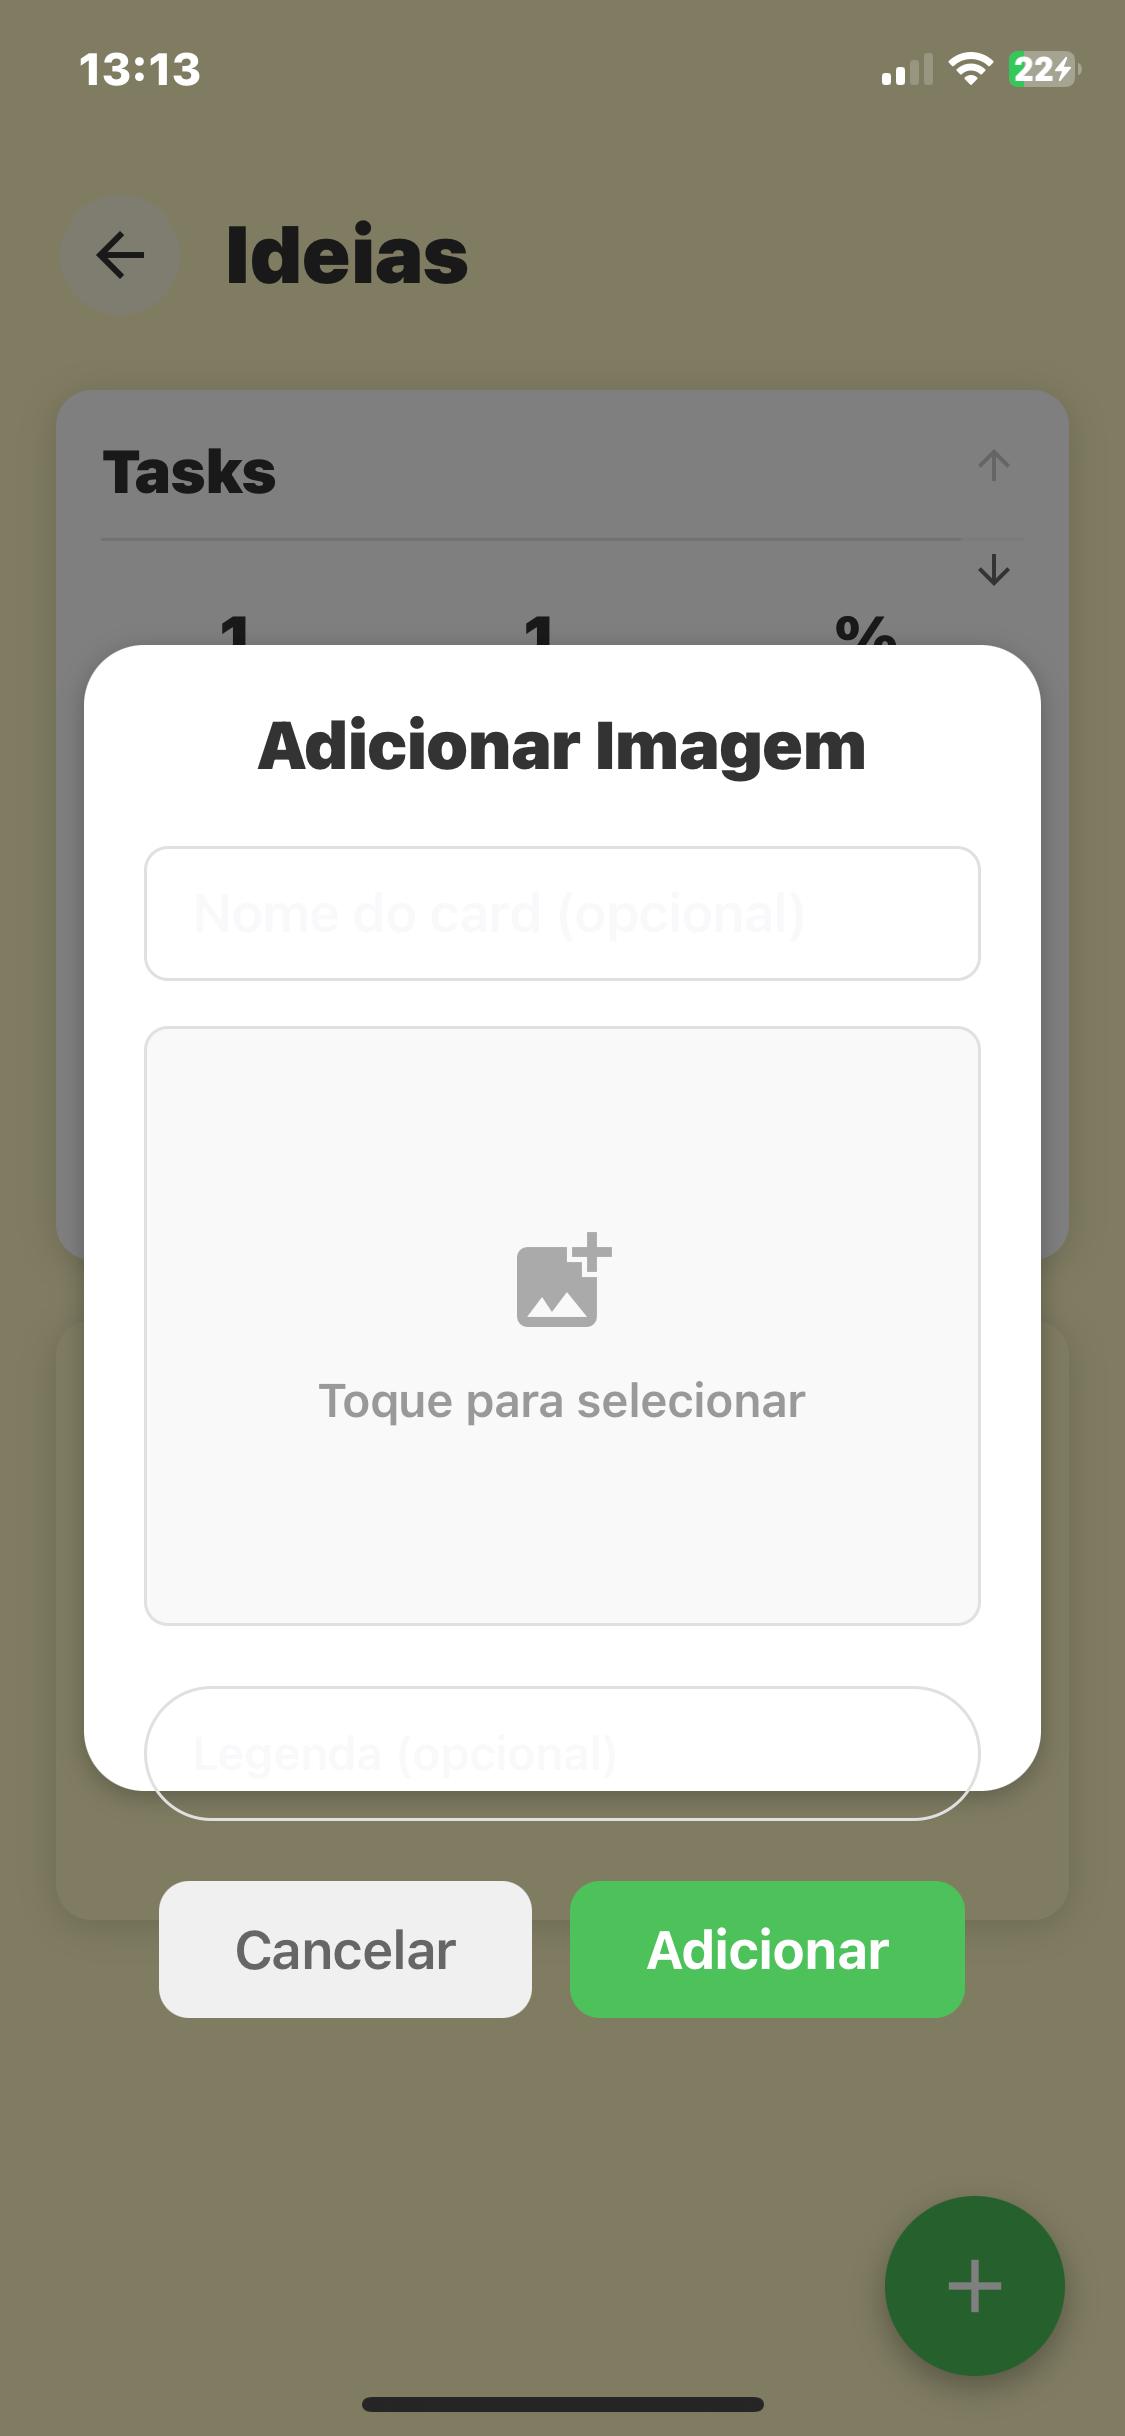 13:13
22
Ideias
Tasks
1 1 %
Adicionar Imagem
Nome do card (opcional)
Toque para selecionar
Legenda (opcional)
Cancelar
Adicionar